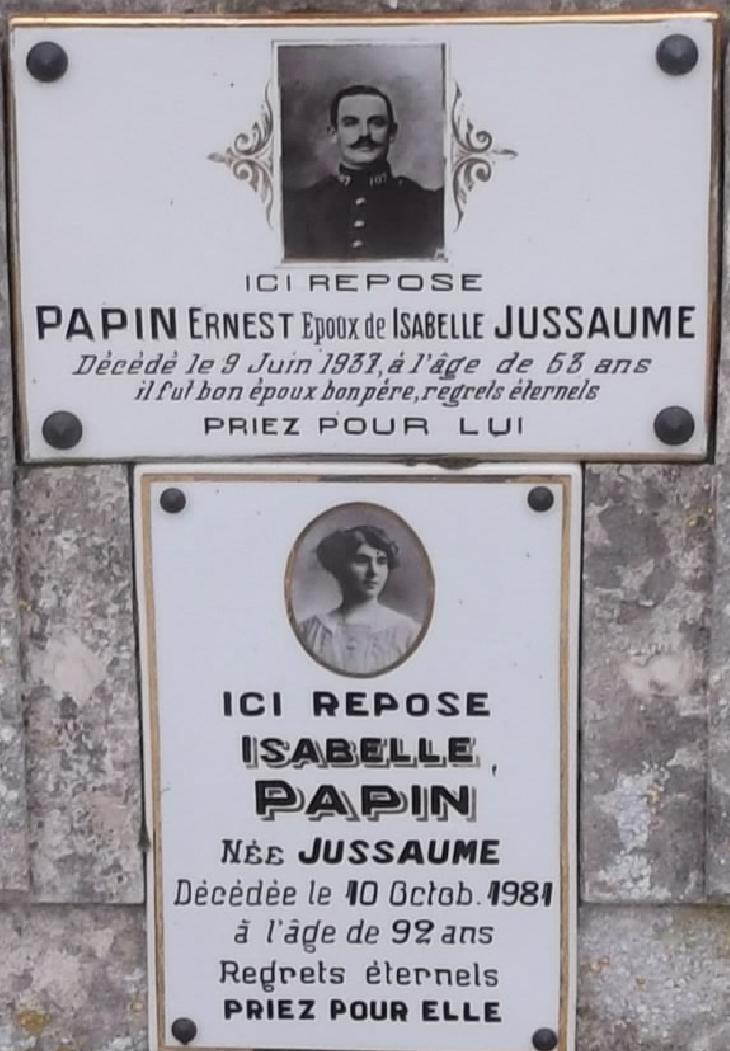 107
ICI REPOSE
PAPIN ERNEST Epoux de ISABELLE JUSSAUME
Décédé le 9 Juin 1937, à l'âge de 53 ans
il fut bon époux bon père, regrets éternels
PRIEZ POUR LUI
ICI REPOSE
ISABELLE
PAPIN
NÉE JUSSAUME
Décédée le 10 Octob. 1981
à l'âge de 92 ans
Regrets éternels
PRIEZ POUR ELLE